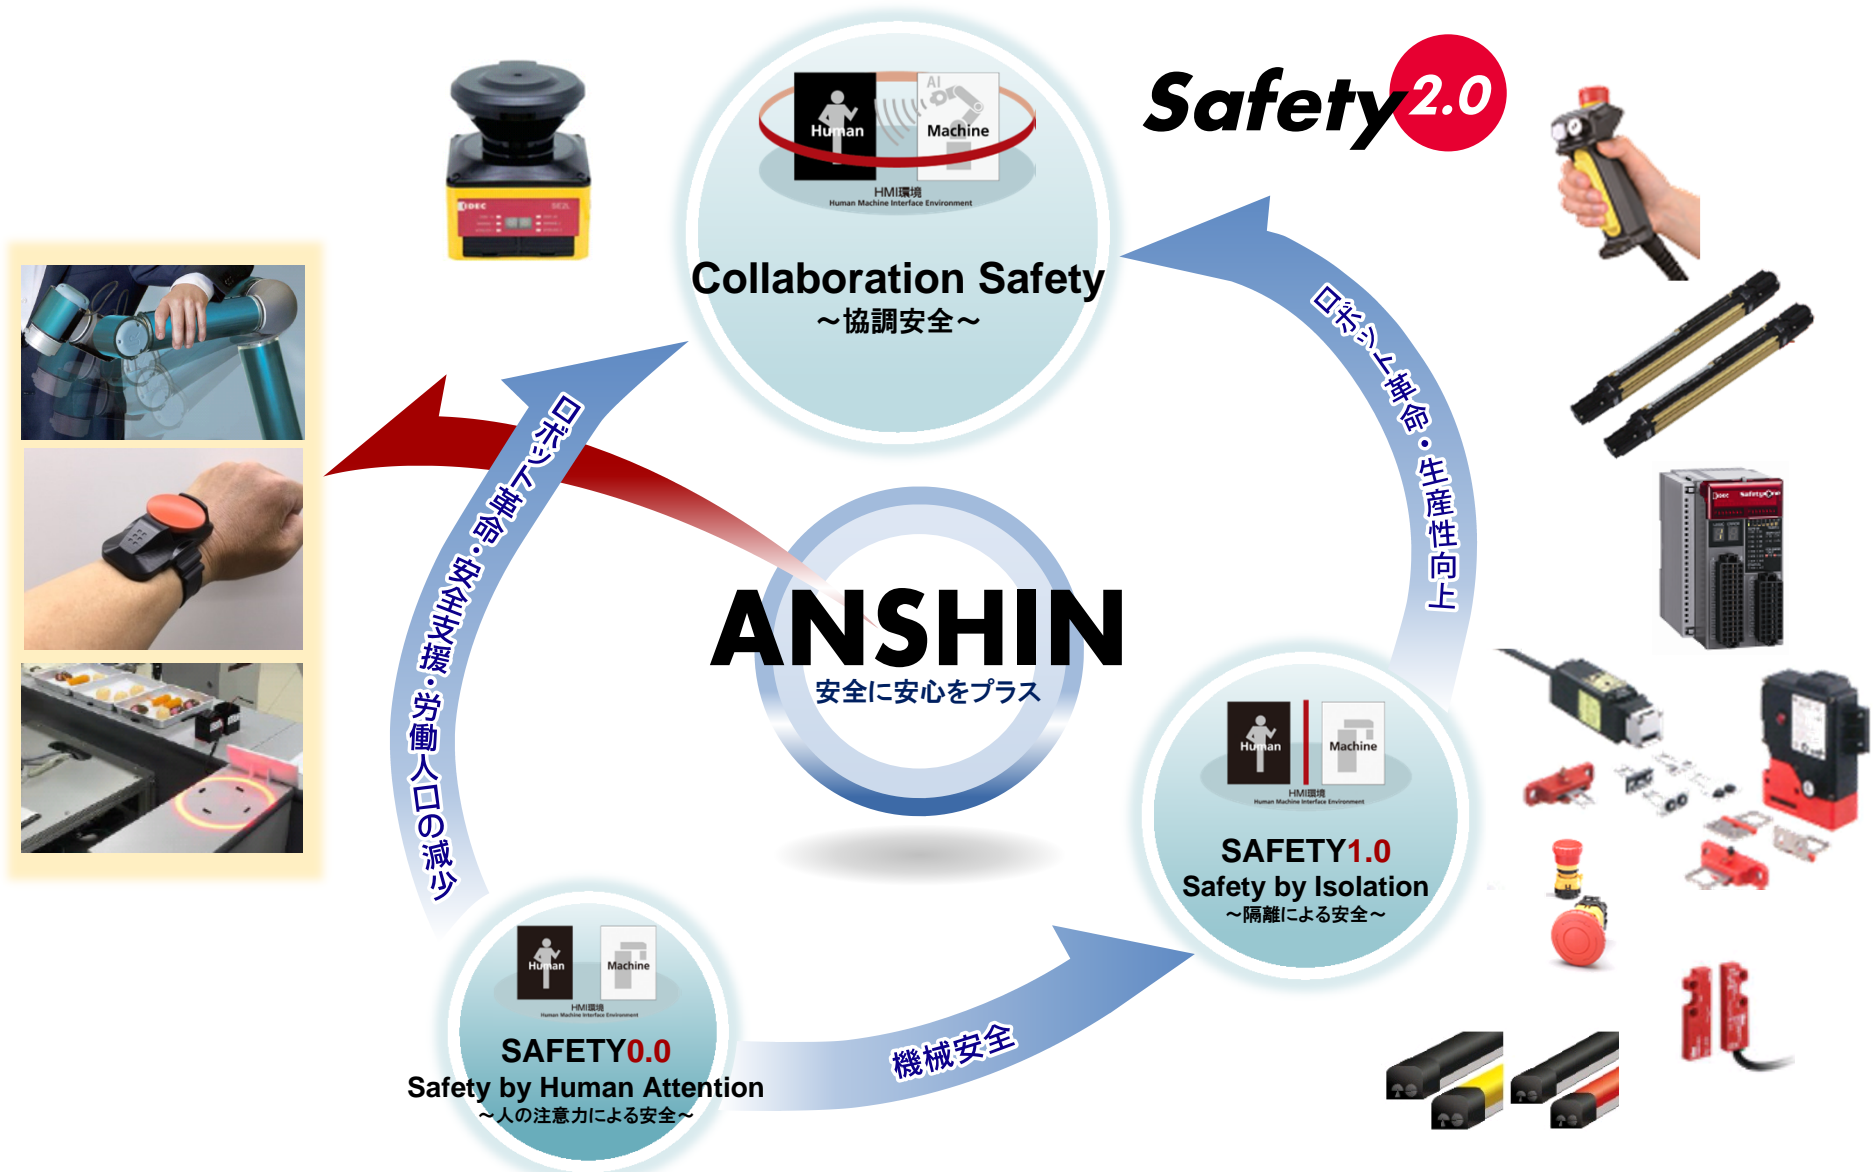 Safety2.0
AI
Human
Machine
HMI環境
Human Machine Interface Environment
Collaboration Safety
～協調安全～
IDEC
SE2L
ロボット革命・安全支援・労働人口の減少
ロボット革命・生産性向上
IDEC SafetyOne
ANSHIN
安全に安心をプラス
Human
Machine
HMI環境
Human Machine Interface Environment
SAFETY1.0
Safety by Isolation
～隔離による安全～
Human
Machine
HMI環境
Human Machine Interface Environment
SAFETY0.0
Safety by Human Attention
～人の注意力による安全～
機械安全